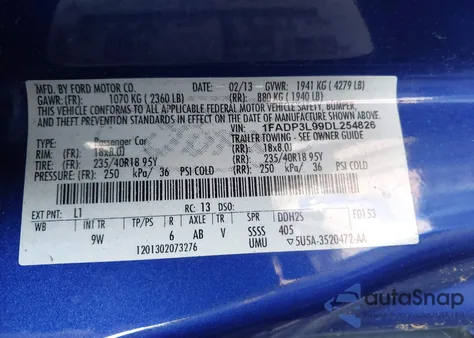 MFD. BY FORD MOTOR CO.
DATE: 02/13 GVWR: 1941 KG (4279 LB)
GAWR: (FR) 1070 KG (2360 LB) (RR) 880 KG (1940 LB)
THIS VEHICLE CONFORMS TO ALL APPLICABLE FEDERAL MOTOR VEHICLE SAFETY, BUMPER,
AND THEFT PREVENTION STANDARDS IN EFFECT ON THE DATE OF MANUFACTURE SHOWN ABOVE.
VIN: 1FADP3L99DL254826
TYPE: Passenger Car TRAILER TOWING - SEE OWNER GUIDE
RIM: (FR) 18x8.0J (RR) 18x8.0J
TIRE: (FR) 235/40R18 95Y (RR) 235/40R18 95Y
PRESSURE: (FR) 250 kPa/ 36 PSI COLD (RR) 250 kPa/ 36 PSI COLD
EXT PNT: L1 RC: 13 DSO: FD153
WB INT TR TP/PS R AXLE TR SPR DDH2S
9W 6 AB V SSSS 405
1201302073276 UMU 5U5A-3520472-AA
autoSnap